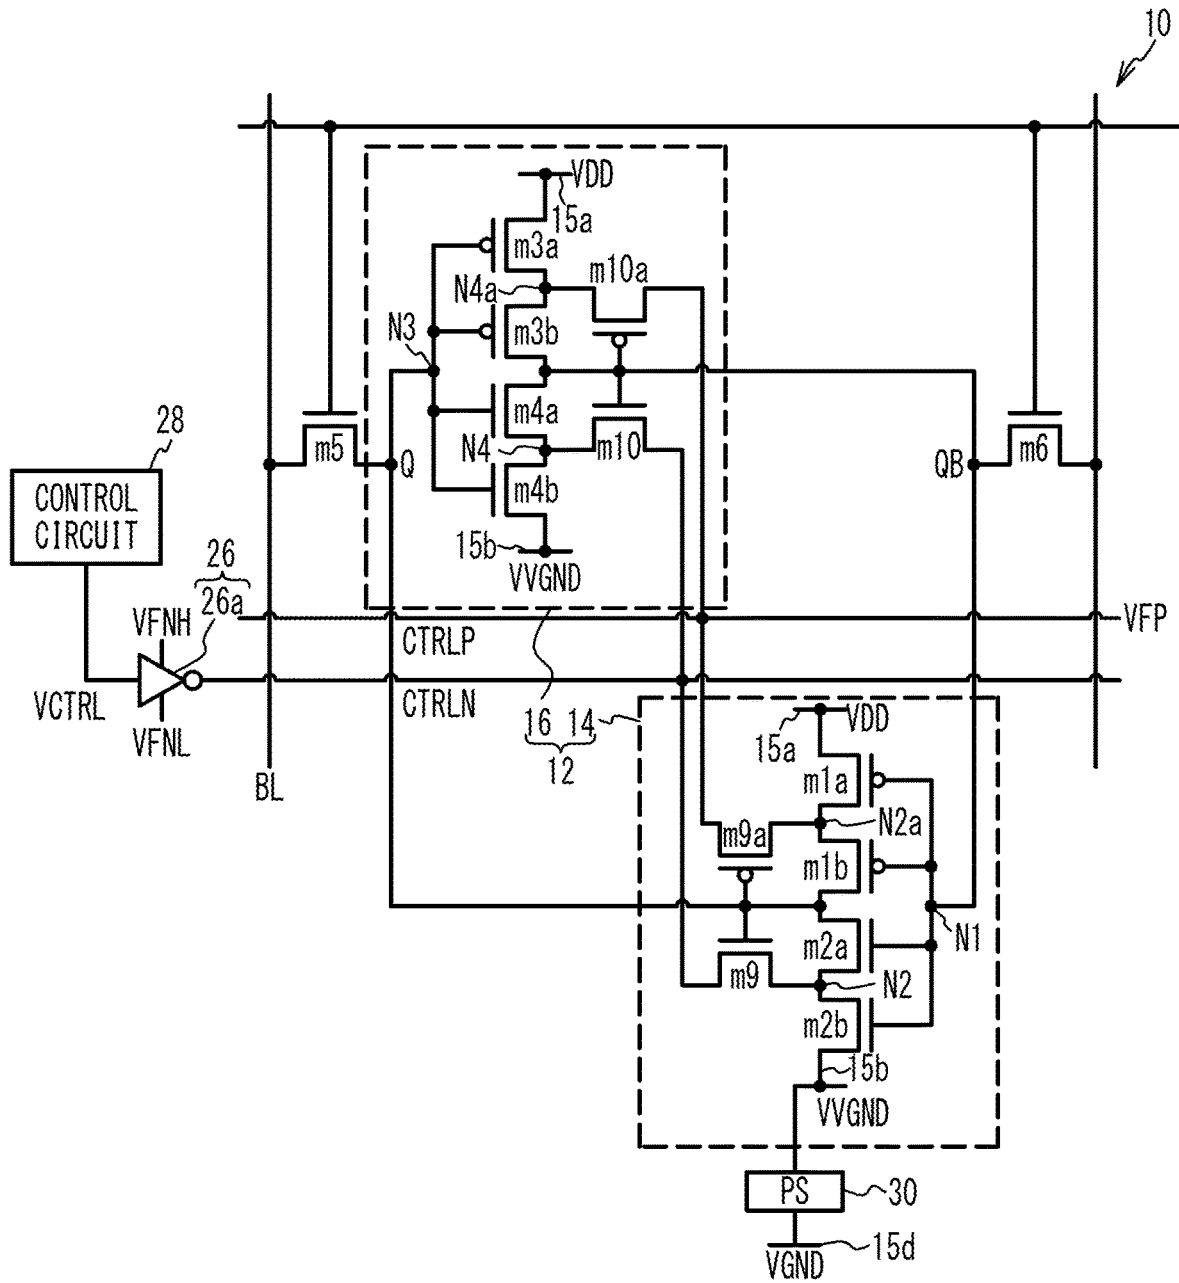 10
VDD
15a
m3a
m10a
N4a
N3
m3b
m4a
28
m5
Q
N4
m10
QB
m6
m4b
CONTROL
CIRCUIT
15b
VVGND
26
26a
VFNH
CTRLP
VFP
VCTRL
CTRLN
VFNL
16 14
12
15a
VDD
BL
m1a
N2a
m9a
m1b
N1
m2a
m9
N2
m2b
15b
VVGND
PS
30
15d
VGND